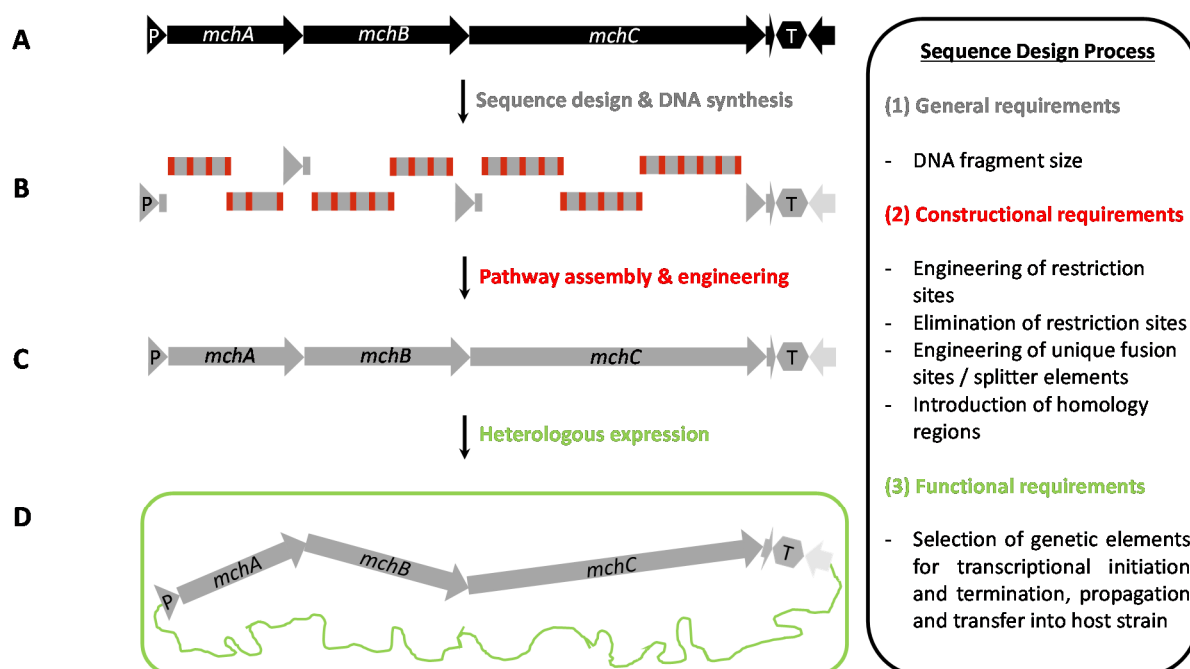 A
P
mchA
mchB
mchC
T
Sequence design & DNA synthesis
B
P
T
Pathway assembly & engineering
C
P
mchA
mchB
mchC
T
Heterologous expression
D
P
mchA
mchB
mchC
T
Sequence Design Process
(1) General requirements
- DNA fragment size
(2) Constructional requirements
- Engineering of restriction
sites
- Elimination of restriction sites
- Engineering of unique fusion
sites / splitter elements
- Introduction of homology
regions
(3) Functional requirements
- Selection of genetic elements
for transcriptional initiation
and termination, propagation
and transfer into host strain